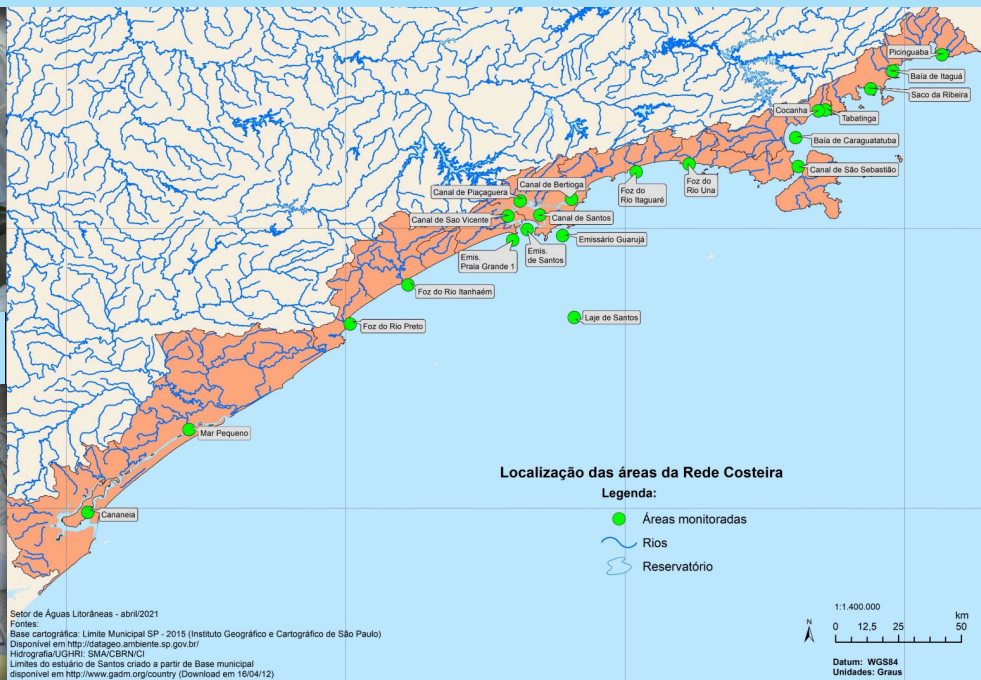 Picinguaba
Baía de Itaguá
Saco da Ribeira
Cocanha
Tabatinga
Baía de Caraguatatuba
Canal de São Sebastião
Foz do
Rio Una
Foz do
Rio Itaguaré
Canal de Bertioga
Canal de Piaçaguera
Canal de Sao Vicente
Canal de Santos
Emissário Guarujá
Emis.
de Santos
Emis.
Praia Grande 1
Foz do Rio Itanhaém
Laje de Santos
Foz do Rio Preto
Mar Pequeno
Cananeia
Localização das áreas da Rede Costeira
Legenda:
Áreas monitoradas
Rios
Reservatório
Setor de Águas Litorâneas - abril/2021
Fontes:
Base cartográfica: Limite Municipal SP - 2015 (Instituto Geográfico e Cartográfico de São Paulo)
Disponível em http://datageo.ambiente.sp.gov.br/
Hidrografia/UGHRI: SMA/CBRN/CI
Limites do estuário de Santos criado a partir de Base municipal
disponível em http://www.gadm.org/country (Download em 16/04/12)
1:1.400.000
N
km
0 12,5 25 50
Datum: WGS84
Unidades: Graus